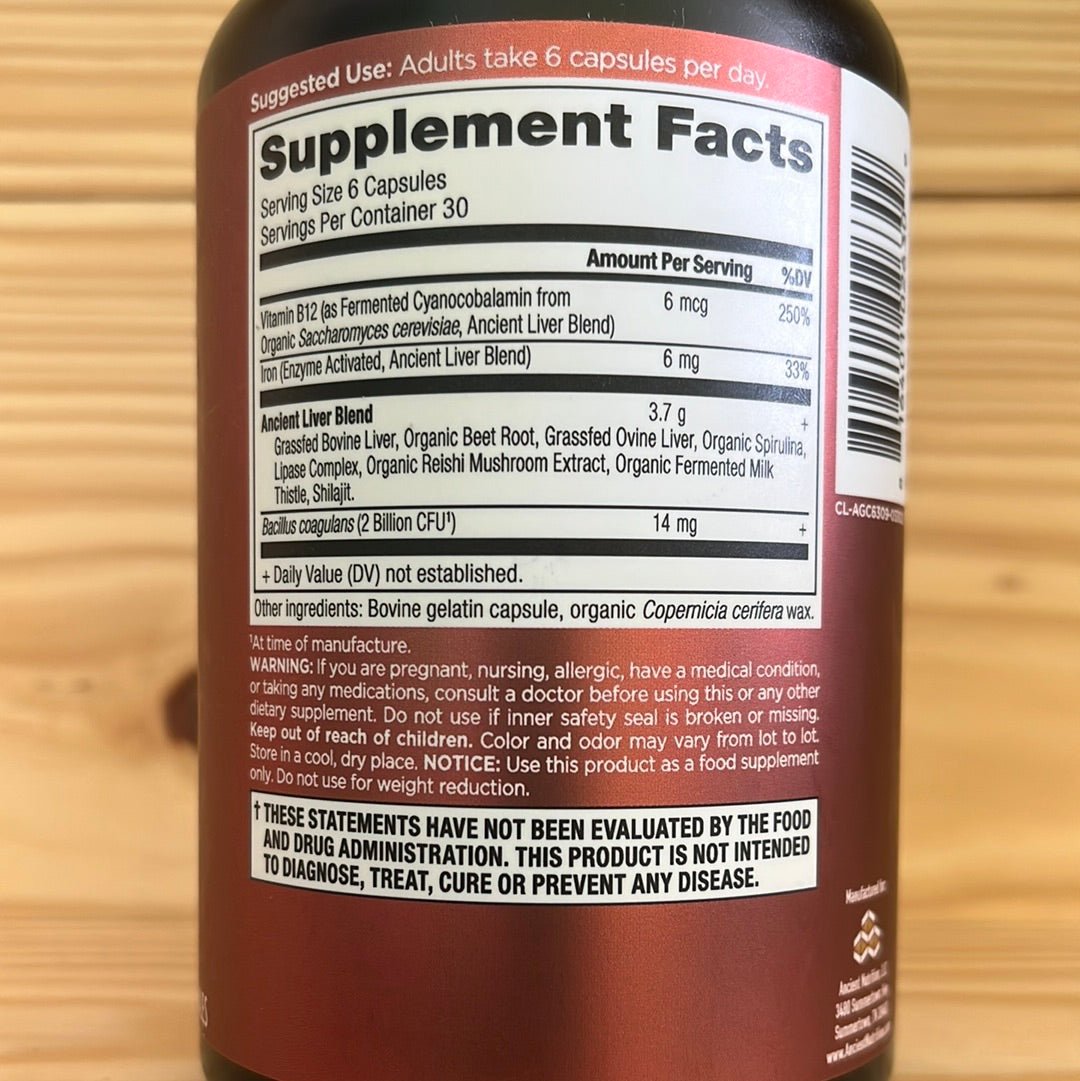 Suggested Use: Adults take 6 capsules per day.
Supplement Facts
Serving Size 6 Capsules
Servings Per Container 30
Amount Per Serving %DV
Vitamin B12 (as Fermented Cyanocobalamin from 6 mcg 250%
Organic Saccharomyces cerevisiae, Ancient Liver Blend)
Iron (Enzyme Activated, Ancient Liver Blend) 6 mg 33%
Ancient Liver Blend 3.7 g +
Grassfed Bovine Liver, Organic Beet Root, Grassfed Ovine Liver, Organic Spirulina,
Lipase Complex, Organic Reishi Mushroom Extract, Organic Fermented Milk
Thistle, Shilajit.
Bacillus coagulans (2 Billion CFU¹) 14 mg +
+ Daily Value (DV) not established.
Other ingredients: Bovine gelatin capsule, organic Copernicia cerifera wax.
¹At time of manufacture.
WARNING: If you are pregnant, nursing, allergic, have a medical condition,
or taking any medications, consult a doctor before using this or any other
dietary supplement. Do not use if inner safety seal is broken or missing.
Keep out of reach of children. Color and odor may vary from lot to lot.
Store in a cool, dry place. NOTICE: Use this product as a food supplement
only. Do not use for weight reduction.
† THESE STATEMENTS HAVE NOT BEEN EVALUATED BY THE FOOD
AND DRUG ADMINISTRATION. THIS PRODUCT IS NOT INTENDED
TO DIAGNOSE, TREAT, CURE OR PREVENT ANY DISEASE.
Manufactured for:
Ancient Nutrition, LLC
3480 Summertown
Summertown, TN